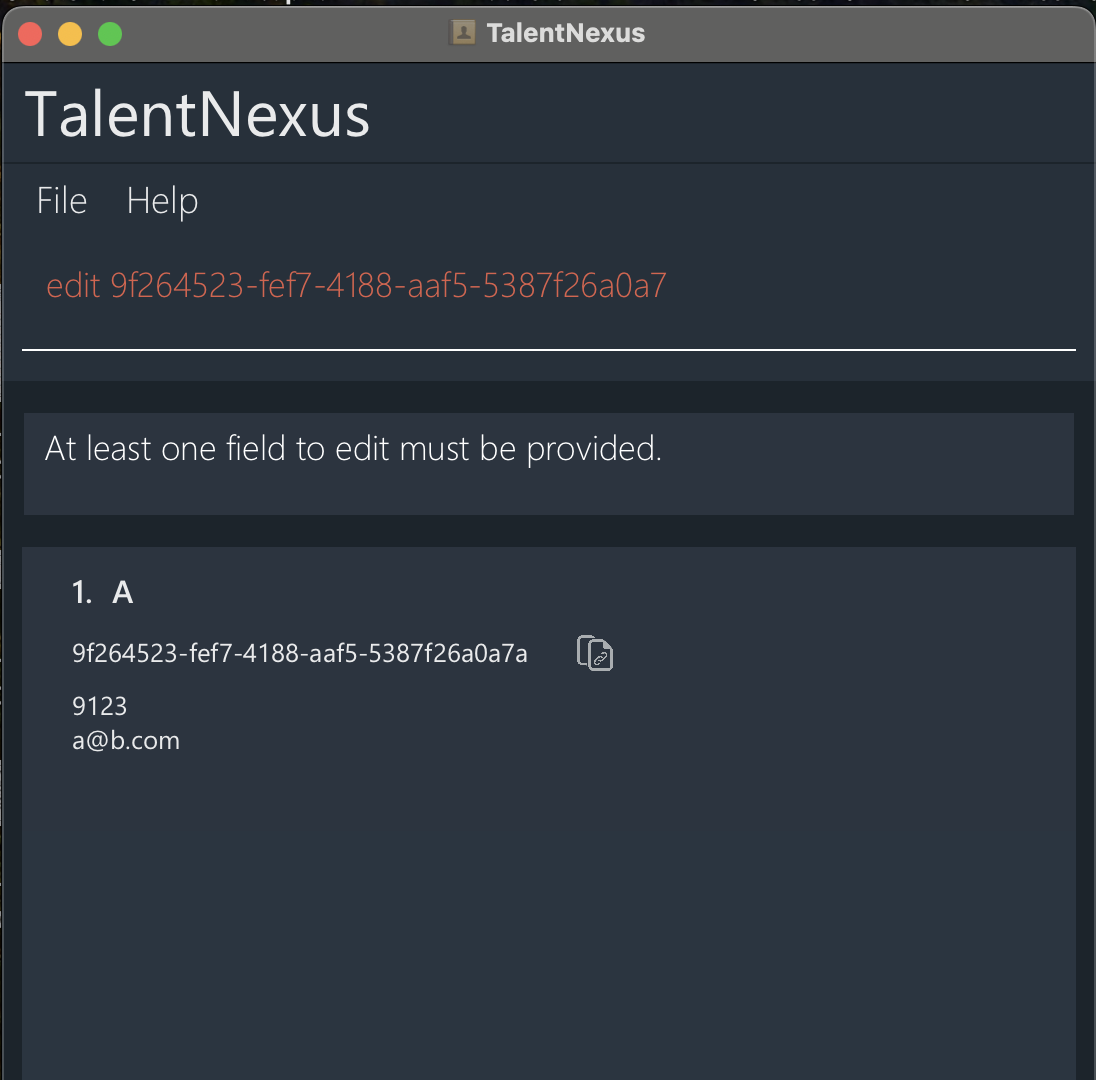 TalentNexus
TalentNexus
File Help
edit 9f264523-fef7-4188-aaf5-5387f26a0a7
At least one field to edit must be provided.
1. A
9f264523-fef7-4188-aaf5-5387f26a0a7a
9123
a@b.com